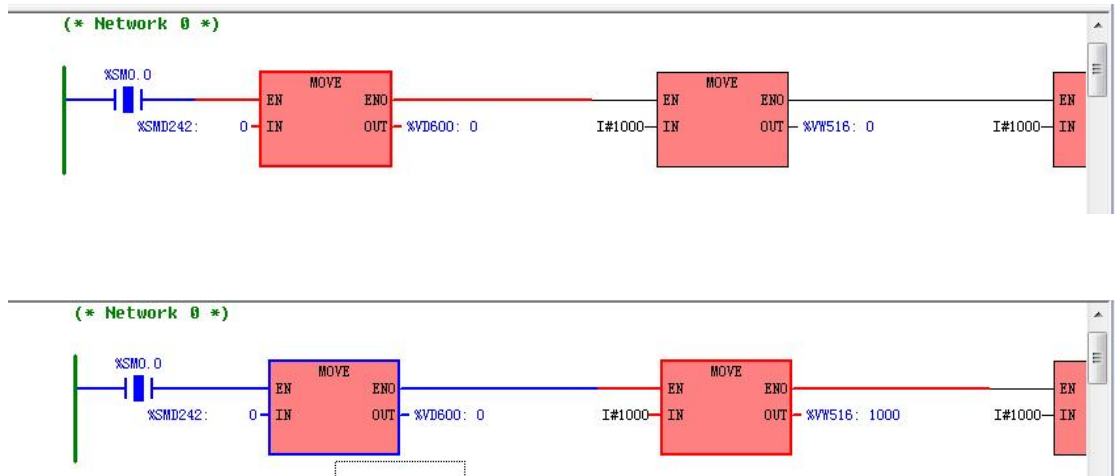 (* Network 0 *)
%SM0.0
MOVE MOVE
EN ENO EN ENO EN
%SMD242: 0 IN OUT %VD600: 0 I#1000 IN OUT %VW516: 0 I#1000 IN
(* Network 0 *)
%SM0.0
MOVE MOVE
EN ENO EN ENO EN
%SMD242: 0 IN OUT %VD600: 0 I#1000 IN OUT %VW516: 1000 I#1000 IN